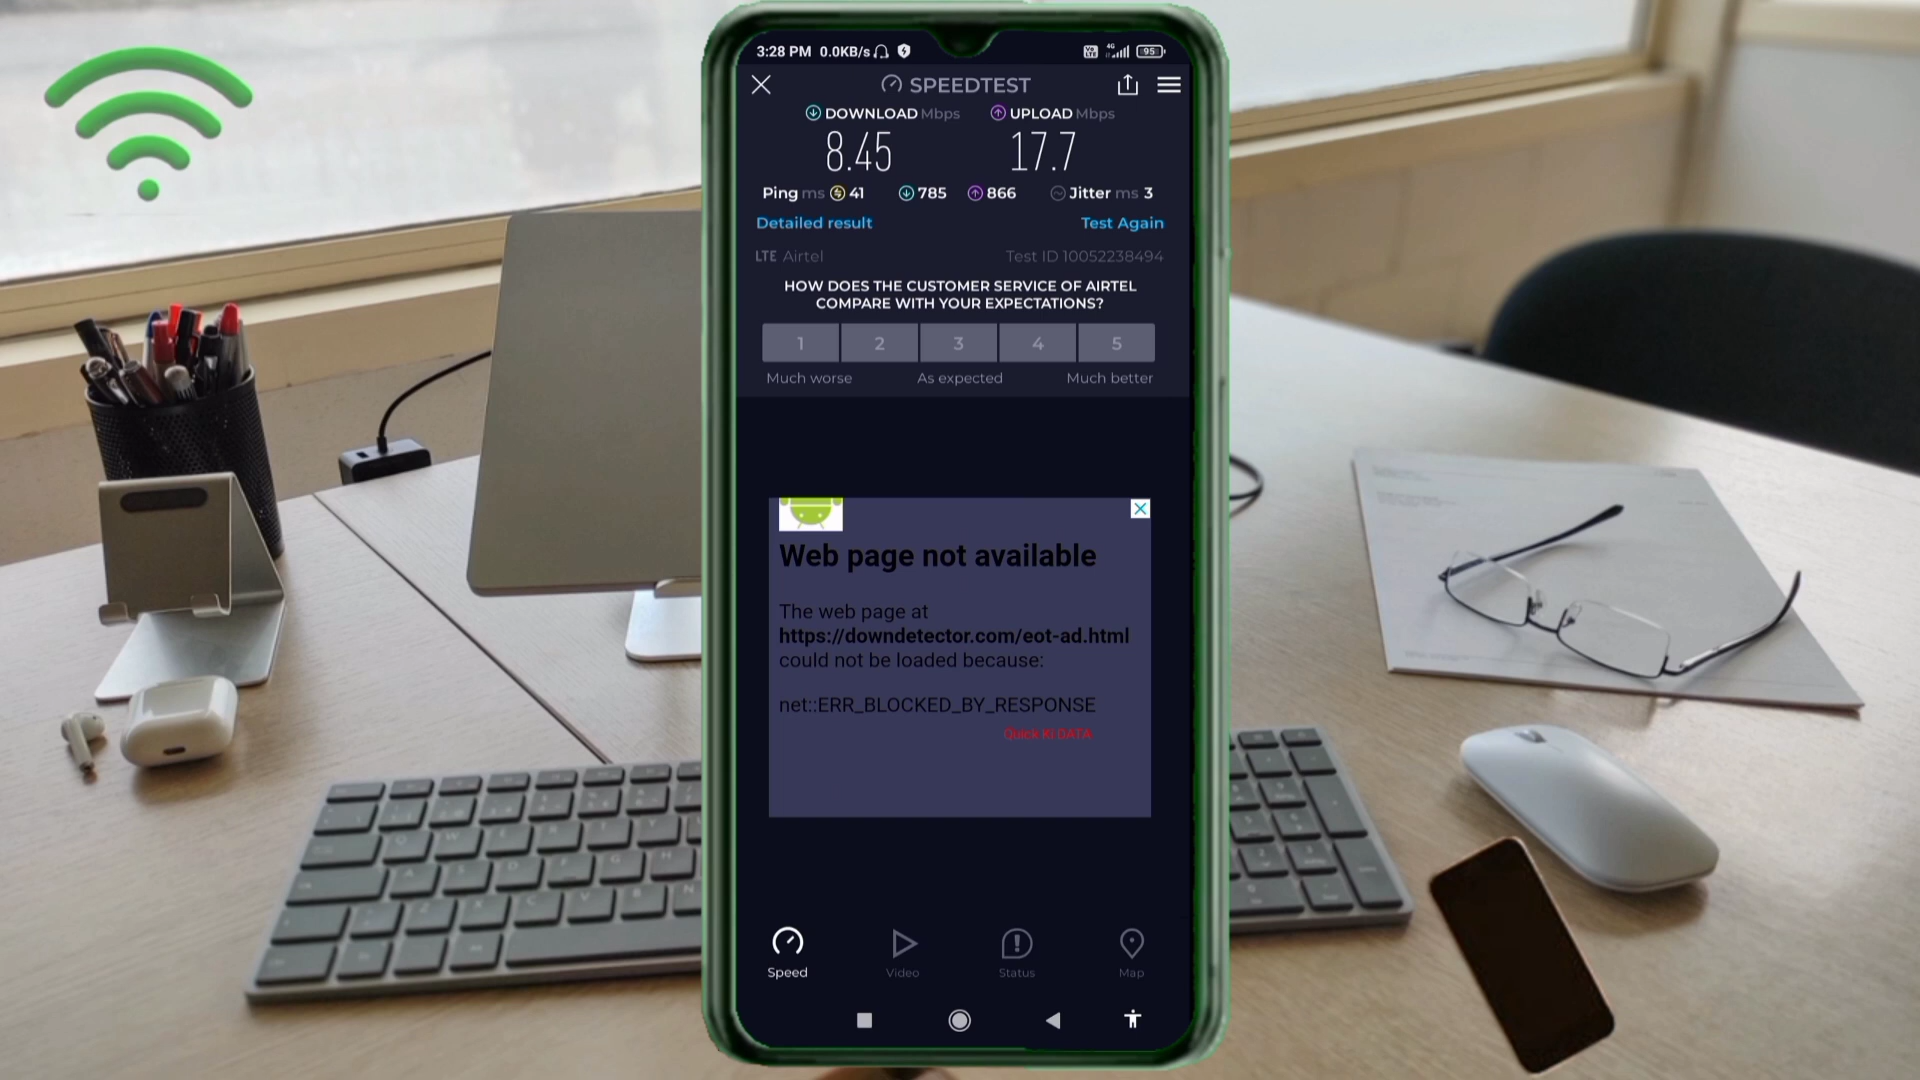 3:28 PM 0.0KB/s
4G
95
SPEEDTEST
DOWNLOAD Mbps
UPLOAD Mbps
8.45
17.7
Ping ms 41 785 866 Jitter ms 3
Detailed result
Test Again
LTE Airtel
Test ID 10052238494
HOW DOES THE CUSTOMER SERVICE OF AIRTEL
COMPARE WITH YOUR EXPECTATIONS?
1 2 3 4 5
Much worse
As expected
Much better
Web page not available
The web page at
https://downdetector.com/eot-ad.html
could not be loaded because:
net::ERR_BLOCKED_BY_RESPONSE
Quick KI DATA
Speed
Video
Status
Map